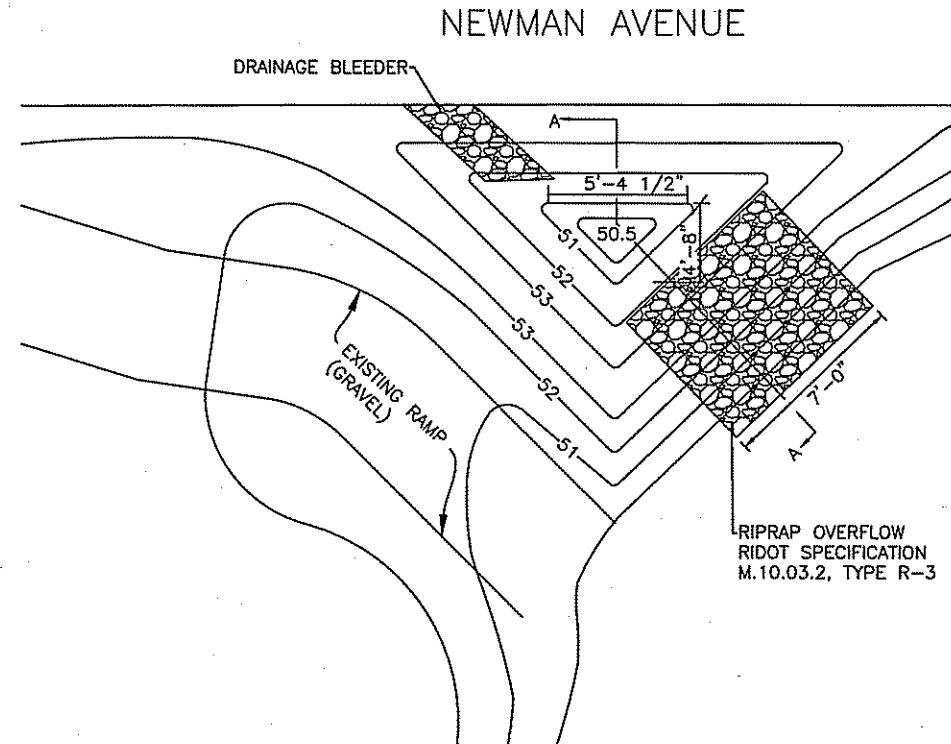 NEWMAN AVENUE
DRAINAGE BLEEDER
A
5'-4 1/2"
50.5
51
4'-8"
52
53
53
52
51
EXISTING RAMP
(GRAVEL)
7'-0"
A
RIPRAP OVERFLOW
RIDOT SPECIFICATION
M.10.03.2, TYPE R-3